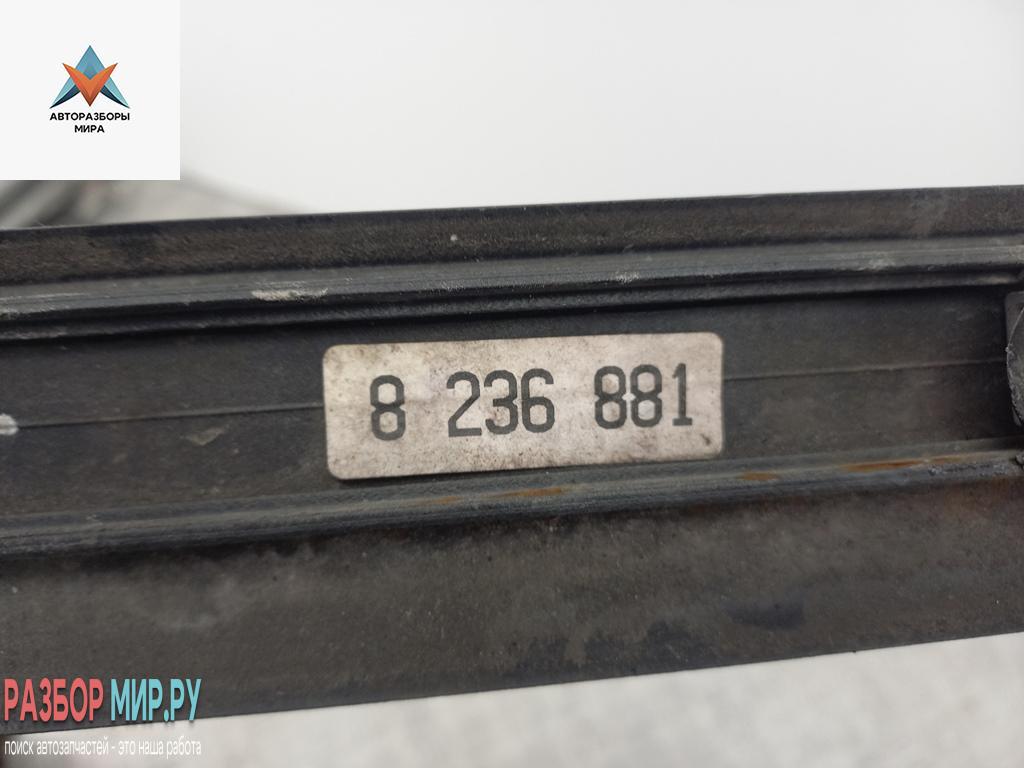 АВТОРАЗБОРЫ
МИРА
8 236 881
РАЗБОР МИР.РУ
поиск автозапчастей - это наша работа